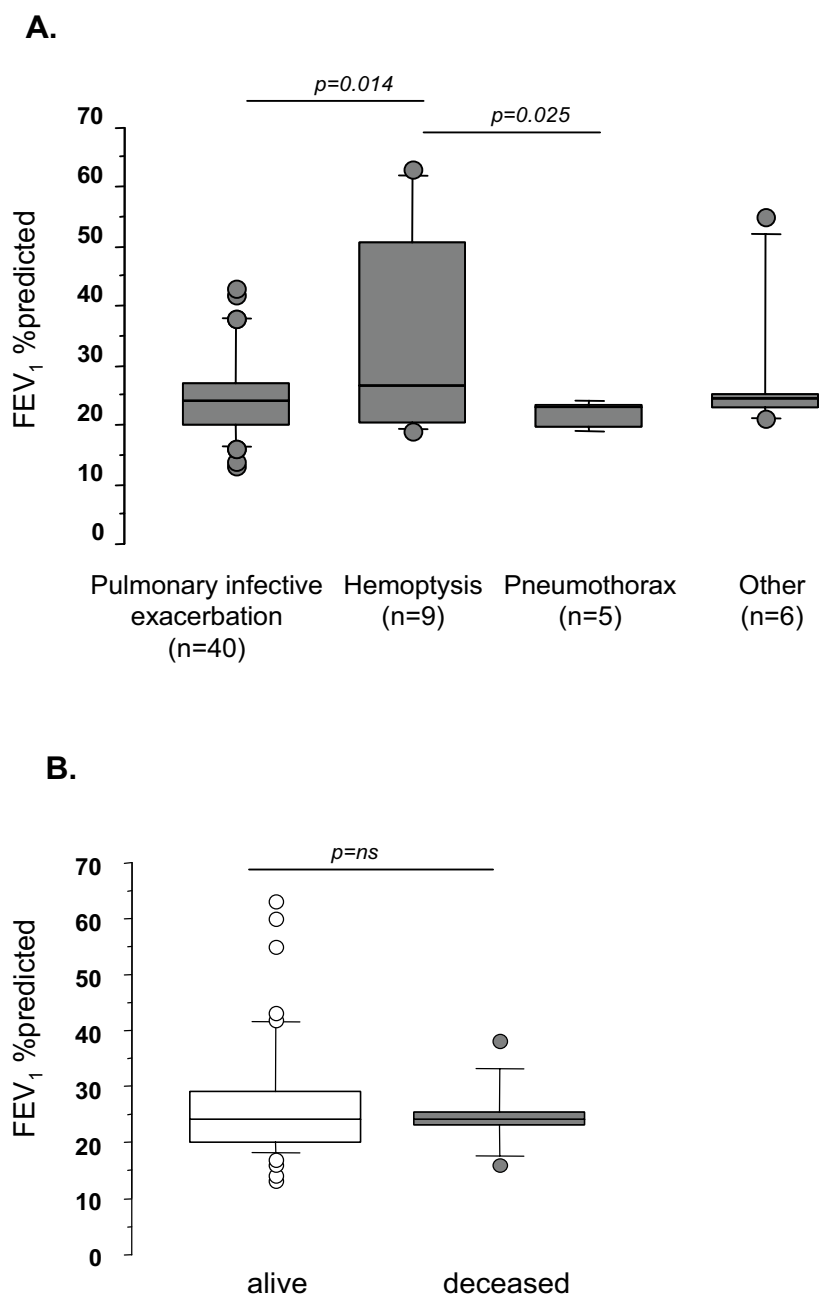 A.
p=0.014
p=0.025
70
60
50
40
30
20
10
0
FEV1 %predicted
Pulmonary infective
exacerbation
(n=40)
Hemoptysis
(n=9)
Pneumothorax
(n=5)
Other
(n=6)
B.
p=ns
70
60
50
40
30
20
10
0
FEV1 %predicted
alive
deceased